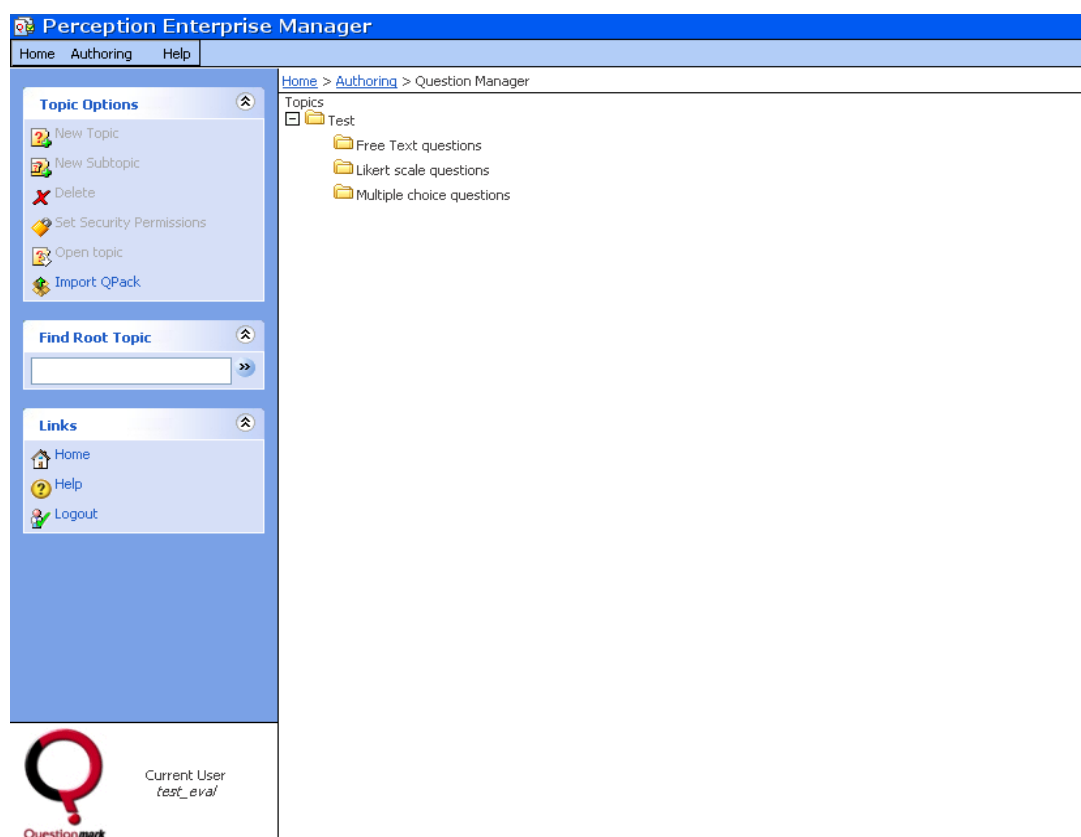 Perception Enterprise Manager
Home Authoring Help
Home > Authoring > Question Manager
Topic Options
New Topic
New Subtopic
Delete
Set Security Permissions
Open topic
Import QPack
Find Root Topic
Links
Home
Help
Logout
Topics
Test
Free Text questions
Likert scale questions
Multiple choice questions
Current User
test_eval
Questionmark